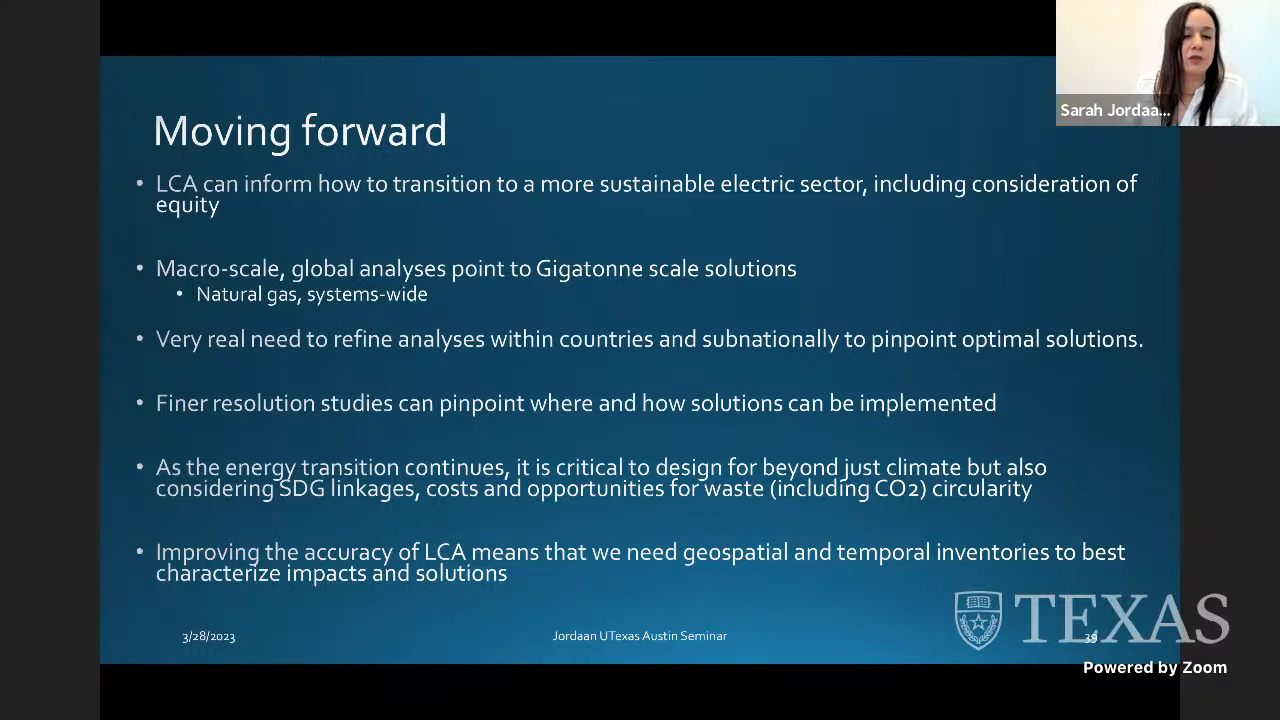 Sarah Jordaa...
Moving forward
• LCA can inform how to transition to a more sustainable electric sector, including consideration of
equity
• Macro-scale, global analyses point to Gigatonne scale solutions
• Natural gas, systems-wide
• Very real need to refine analyses within countries and subnationally to pinpoint optimal solutions.
• Finer resolution studies can pinpoint where and how solutions can be implemented
• As the energy transition continues, it is critical to design for beyond just climate but also
considering SDG linkages, costs and opportunities for waste (including CO2) circularity
• Improving the accuracy of LCA means that we need geospatial and temporal inventories to best
characterize impacts and solutions
3/28/2023
Jordaan UTexas Austin Seminar
39
TEXAS
Powered by Zoom